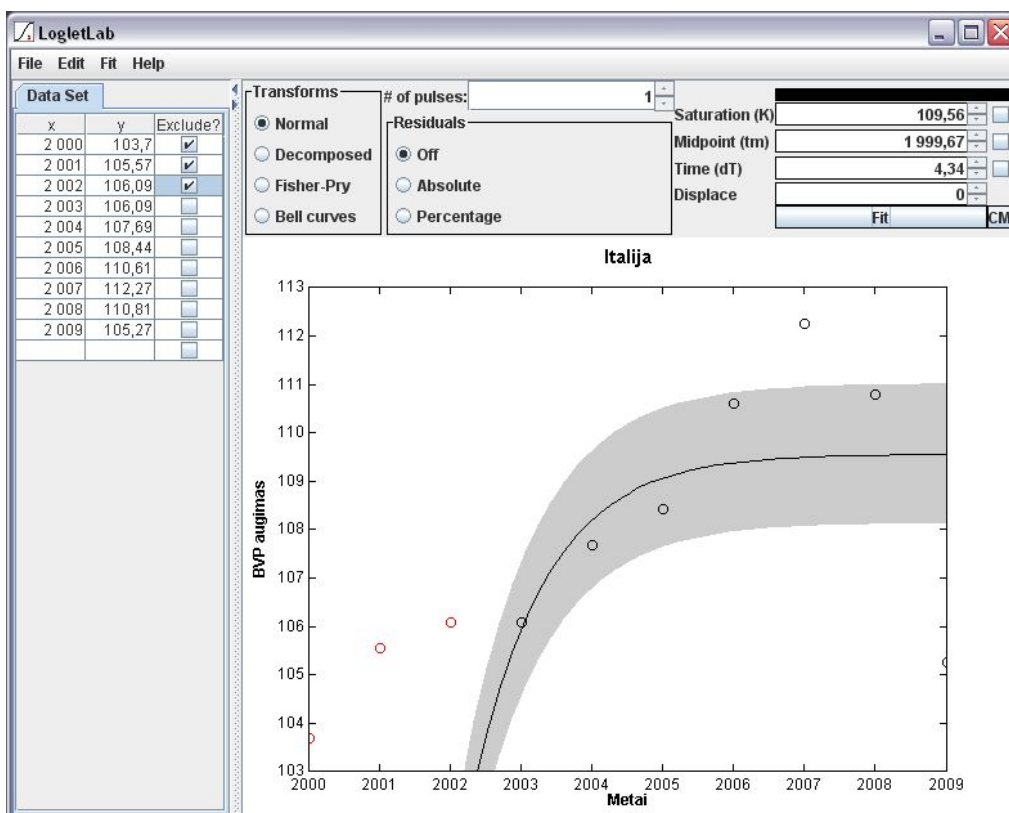 LogletLab
File Edit Fit Help
Data Set
x y Exclude?
2 000 103,7
2 001 105,57
2 002 106,09
2 003 106,09
2 004 107,69
2 005 108,44
2 006 110,61
2 007 112,27
2 008 110,81
2 009 105,27
Transforms
Normal
Decomposed
Fisher-Pry
Bell curves
# of pulses: 1
Residuals
Off
Absolute
Percentage
Saturation (K) 109,56
Midpoint (tm) 1 999,67
Time (dT) 4,34
Displace 0
Fit CM
Italija
113
112
111
110
109
108
107
106
105
104
103
BVP augimas
2000 2001 2002 2003 2004 2005 2006 2007 2008 2009
Metai